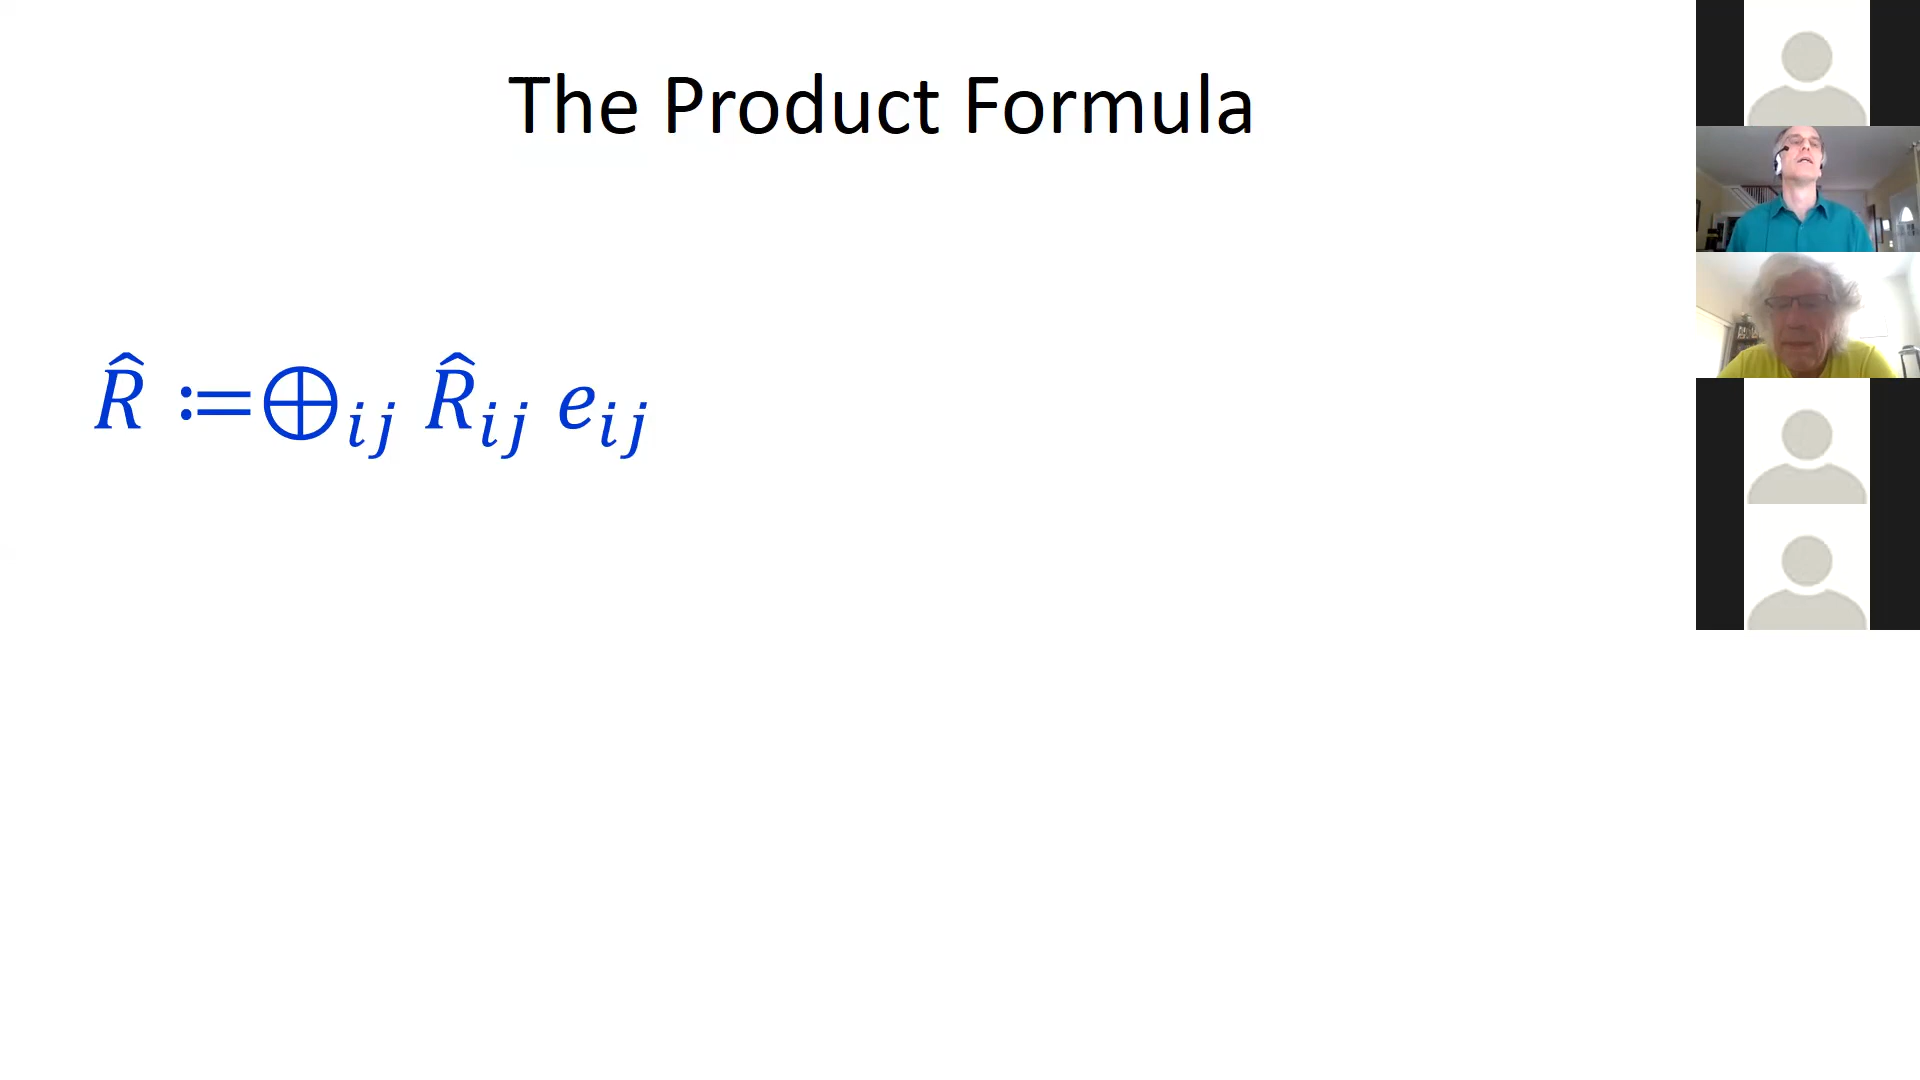 The Product Formula
R̂ ≔⊕ᵢⱼ R̂ᵢⱼ eᵢⱼ